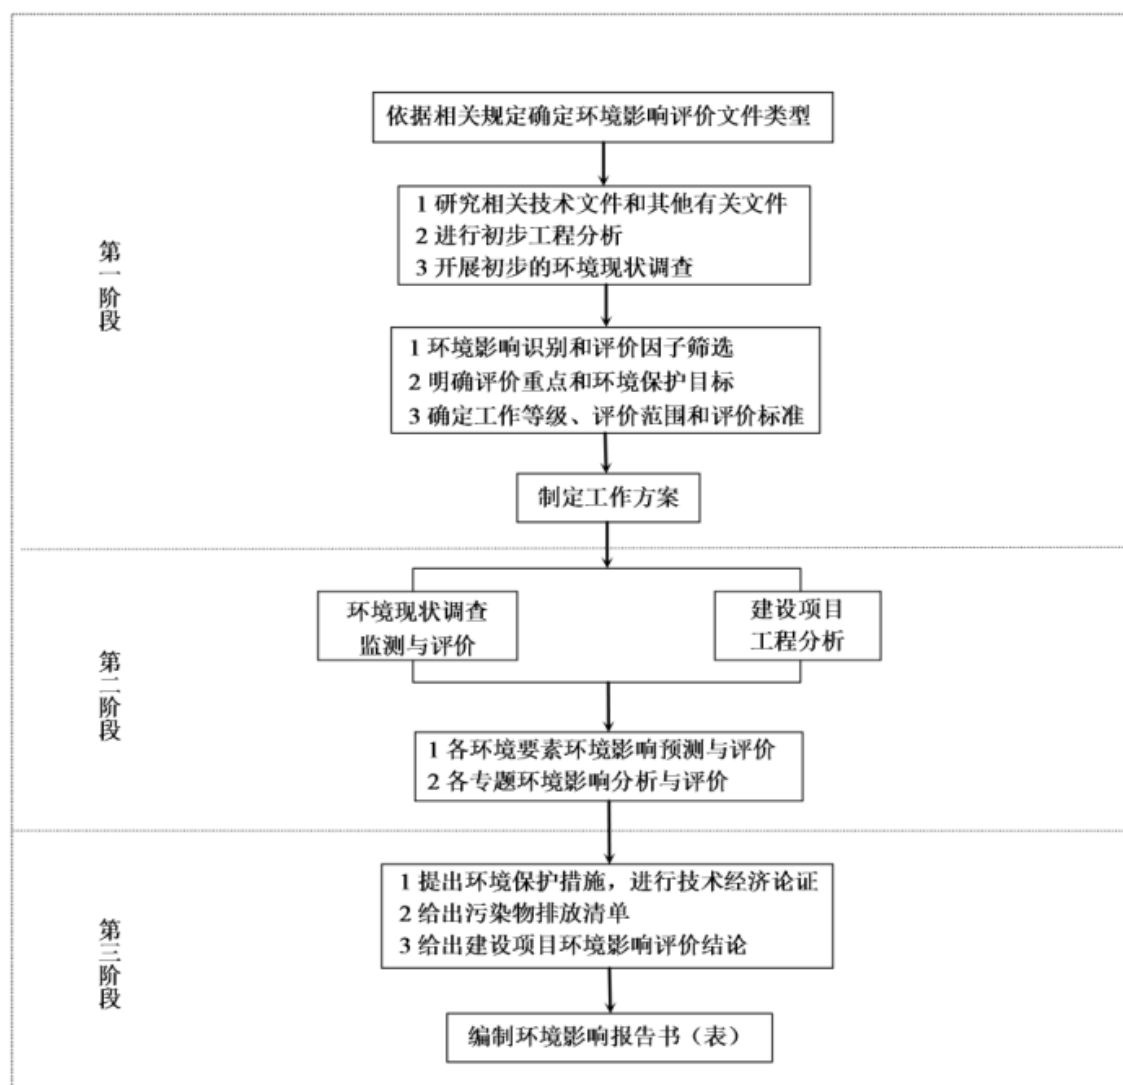 依据相关规定确定环境影响评价文件类型
1 研究相关技术文件和其他有关文件
2 进行初步工程分析
3 开展初步的环境现状调查
第一阶段
1 环境影响识别和评价因子筛选
2 明确评价重点和环境保护目标
3 确定工作等级、评价范围和评价标准
制定工作方案
环境现状调查
监测与评价
建设项目
工程分析
第二阶段
1 各环境要素环境影响预测与评价
2 各专题环境影响分析与评价
1 提出环境保护措施，进行技术经济论证
2 给出污染物排放清单
3 给出建设项目环境影响评价结论
第三阶段
编制环境影响报告书（表）